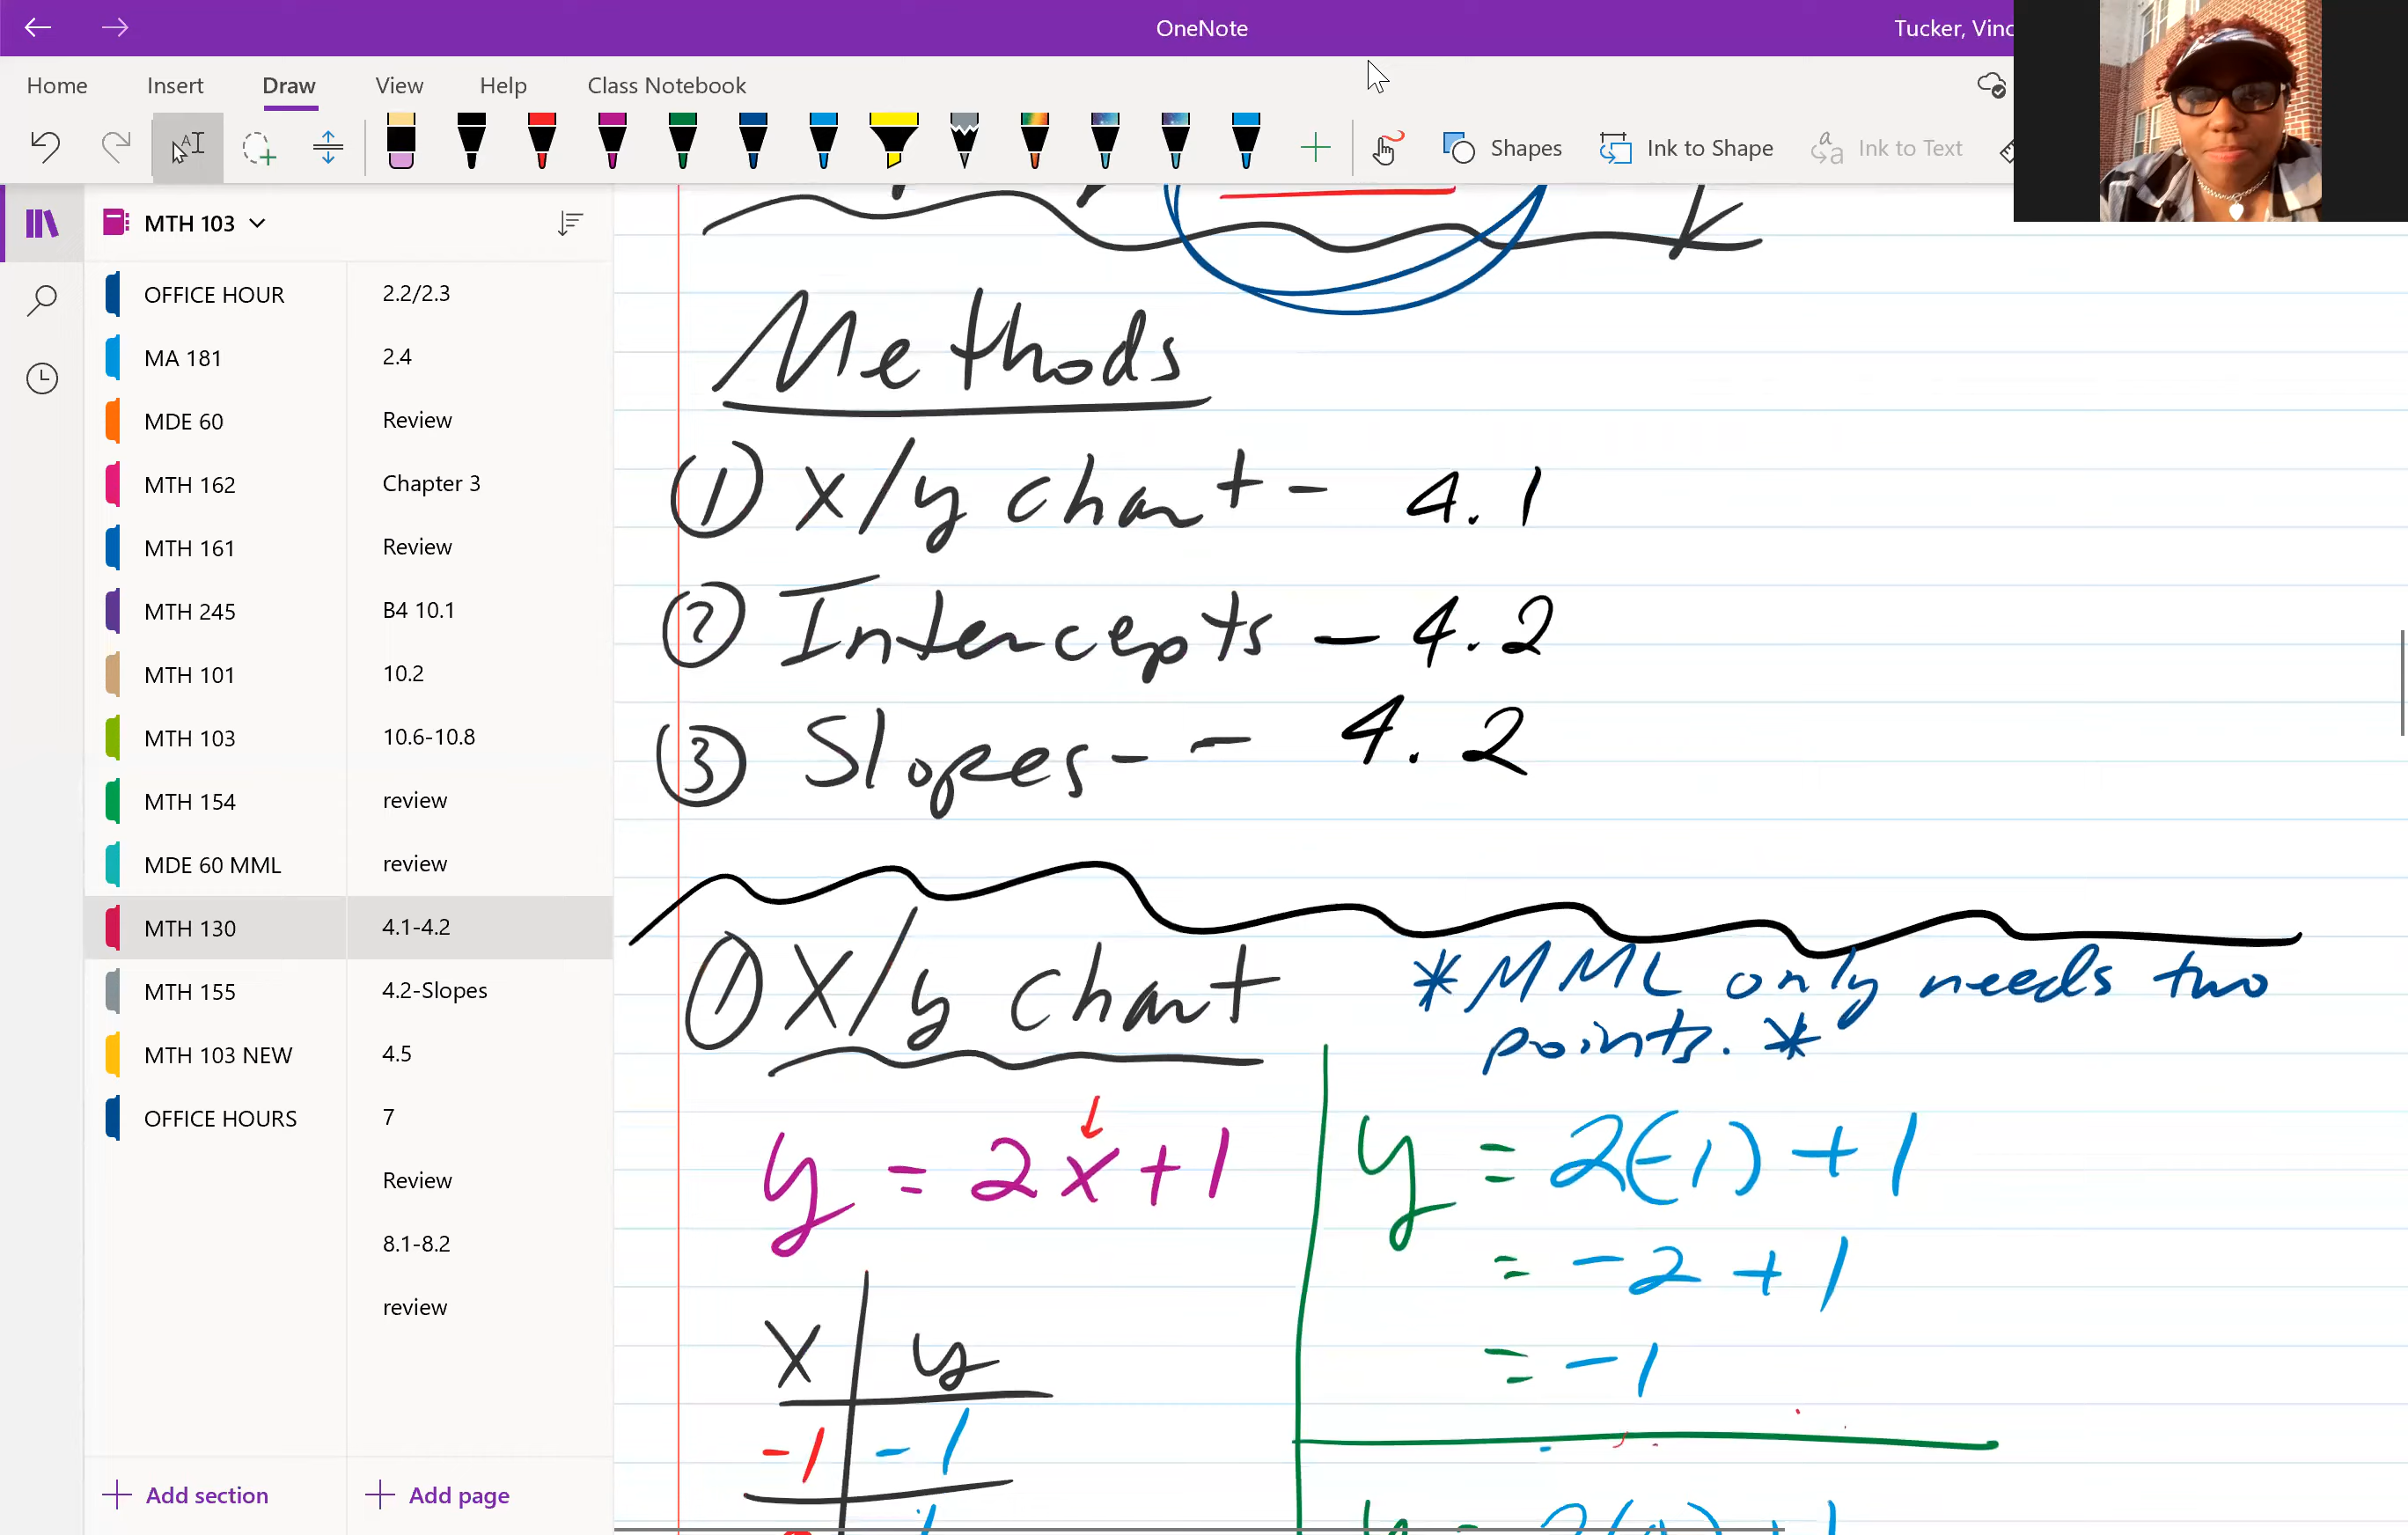 OneNote
Tucker, Vinc
Home Insert Draw View Help Class Notebook
Shapes Ink to Shape Ink to Text
MTH 103
OFFICE HOUR
MA 181
MDE 60
MTH 162
MTH 161
MTH 245
MTH 101
MTH 103
MTH 154
MDE 60 MML
MTH 130
MTH 155
MTH 103 NEW
OFFICE HOURS
Add section
2.2/2.3
2.4
Review
Chapter 3
Review
B4 10.1
10.2
10.6-10.8
review
review
4.1-4.2
4.2-Slopes
4.5
7
Review
8.1-8.2
review
Add page
Methods
① x/y chart - 4.1
② Intercepts - 4.2
③ Slopes - - 4.2
① x/y chart
* MML only needs two
points. *
y = 2x+1
x y
-1 -1
y = 2(-1) + 1
= -2 + 1
= -1